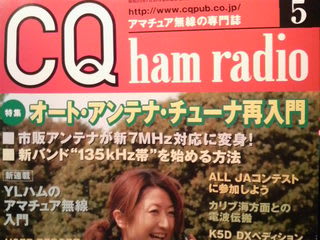 http://www.cqpub.co.jp/
アマチュア無線の専門誌
5
CQ ham radio
特集 オート・アンテナ・チューナ再入門
■市販アンテナが新7MHz対応に変身!
■新バンド"135kHz帯"を始める方法
新連載
YLハムの
アマチュア無線
入門
ALL JAコンテスト
に参加しよう
カリブ海方面との
電波伝搬
K5D DXペディション